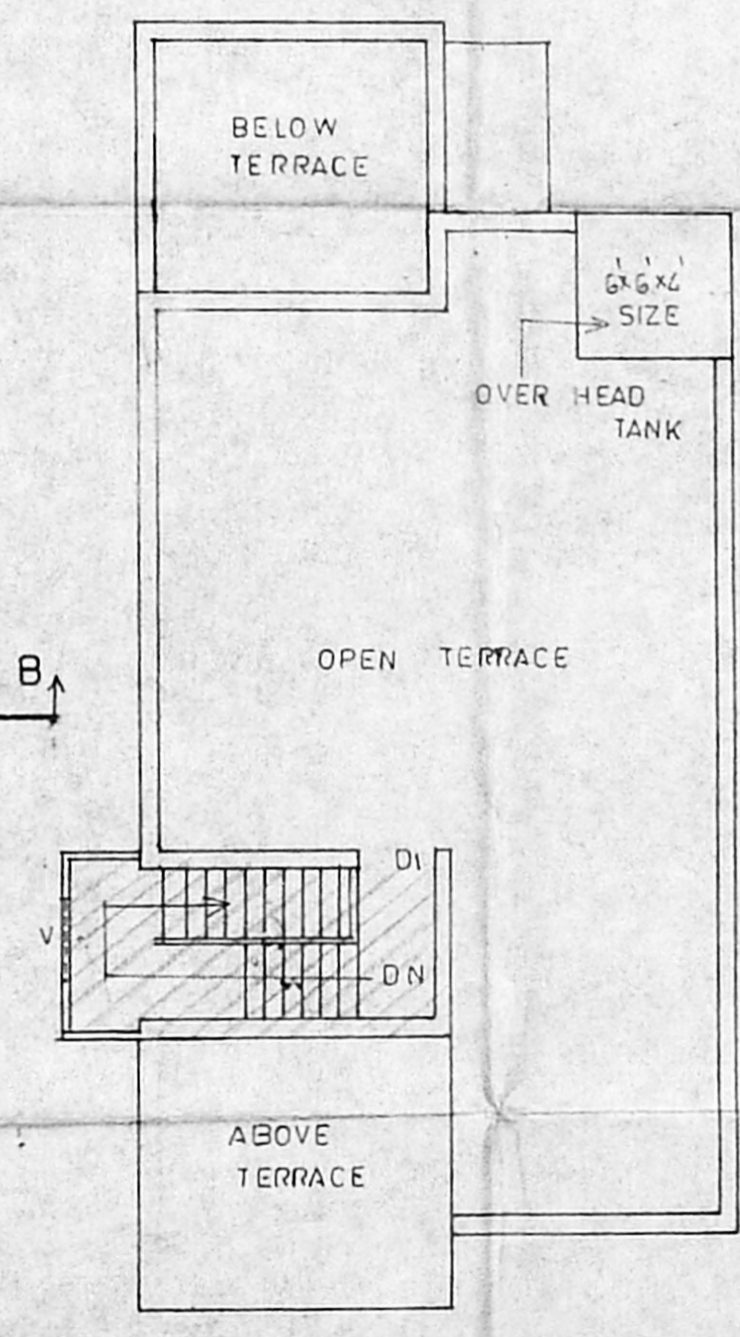 BELOW
TERRACE
6'x6'x4'
SIZE
OVER HEAD
TANK
OPEN TERRACE
B
D1
V
DN
ABOVE
TERRACE